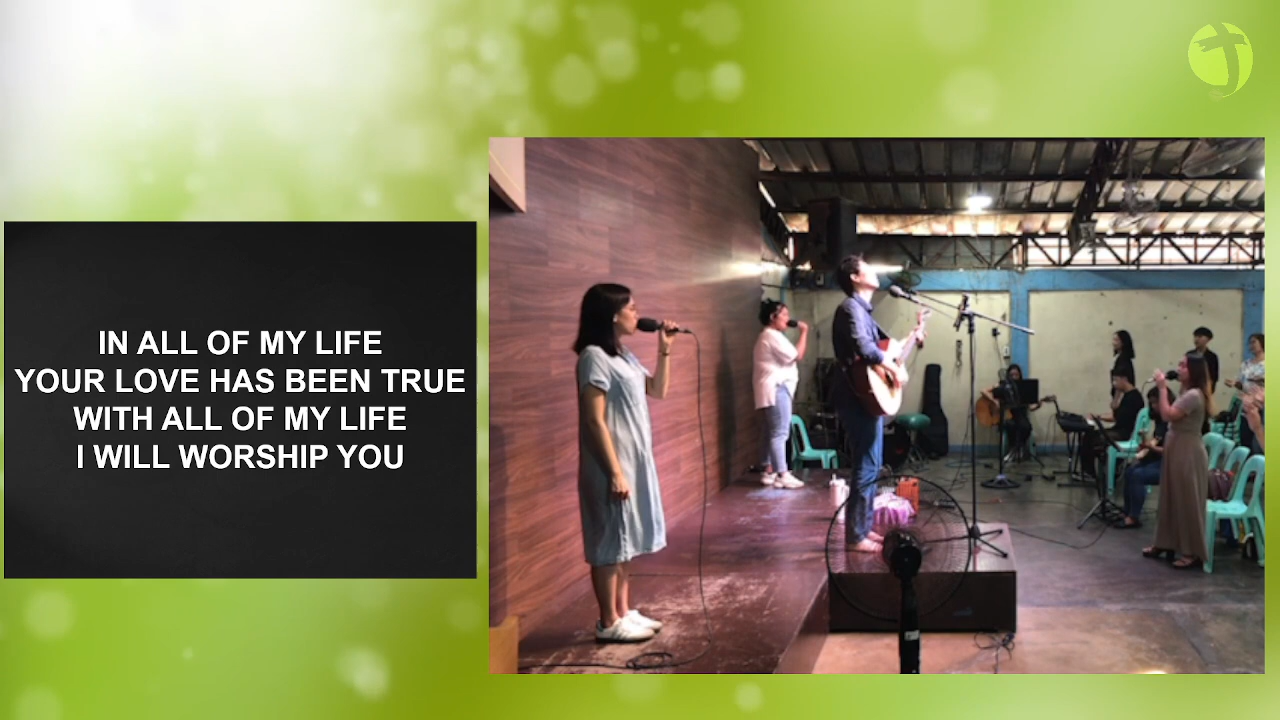 IN ALL OF MY LIFE
YOUR LOVE HAS BEEN TRUE
WITH ALL OF MY LIFE
I WILL WORSHIP YOU